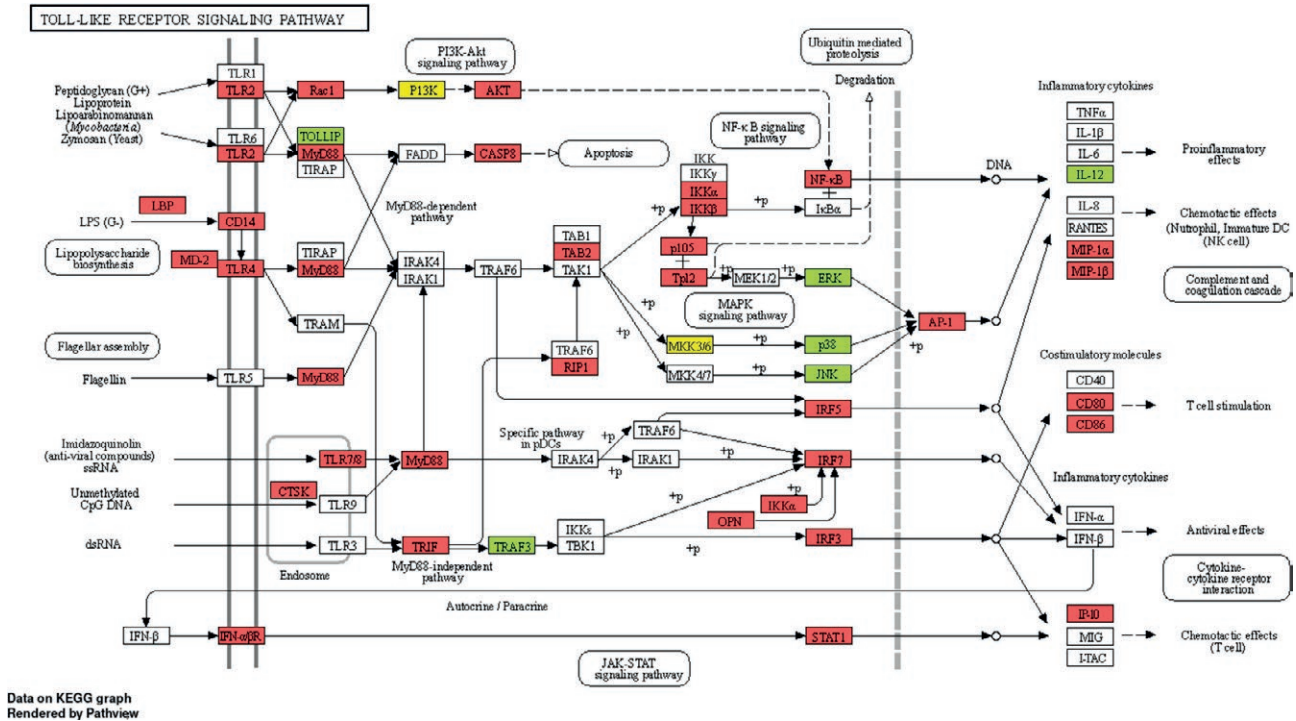 TOLL-LIKE RECEPTOR SIGNALING PATHWAY
PI3K-Akt
signaling pathway
Ubiquitin mediated
proteolysis
Degradation
Peptidoglycan (G+)
Lipoprotein
Lipoarabinomannan
(Mycobacteria)
Zymosan (Yeast)
TLR1
TLR2
Rac1
P13K
AKT
TLR6
TLR2
TOLLIP
MyD88
TIRAP
FADD
CASP8
Apoptosis
NF-κB signaling
pathway
MyD88-dependent
pathway
LBP
LPS (G-)
CD14
Lipopolysaccharide
biosynthesis
MD-2
TLR4
TIRAP
MyD88
IRAK4
IRAK1
TRAF6
TAB1
TAB2
TAK1
+p
IKK
IKKγ
IKKα
IKKβ
+p
NF-κB
IκBα
DNA
p105
Tpl2
+p
MEK1/2
+p
ERK
MAPK
signaling pathway
TRAM
+p
MKK3/6
+p
p38
+p
MKK4/7
+p
JNK
AP-1
+p
Flagellar assembly
Flagellin
TLR5
MyD88
TRAF6
RIP1
IRF5
Imidazoquinolin
(anti-viral compounds)
ssRNA
TLR7/8
MyD88
Specific pathway
in pDCs
IRAK4
+p
TRAF6
+p
IRAK1
+p
+p
IRF7
Unmethylated
CpG DNA
CTSK
TLR9
+p
IKKα
+p
OPN
dsRNA
TLR3
TRIF
TRAF3
IKKε
TBK1
+p
IRF3
MyD88-independent
pathway
Endosome
Autocrine / Paracrine
IFN-β
IFN-α/βR
STAT1
JAK-STAT
signaling pathway
Inflammatory cytokines
TNFα
IL-1β
IL-6
IL-12
Proinflammatory
effects
IL-8
RANTES
MIP-1α
MIP-1β
Chemotactic effects
(Nutrophil, Immature DC
(NK cell)
Complement and
coagulation cascade
Costimulatory molecules
CD40
CD80
CD86
T cell stimulation
Inflammatory cytokines
IFN-α
IFN-β
Antiviral effects
Cytokine-
cytokine receptor
interaction
IP-10
MIG
I-TAC
Chemotactic effects
(T cell)
Data on KEGG graph
Rendered by Pathview